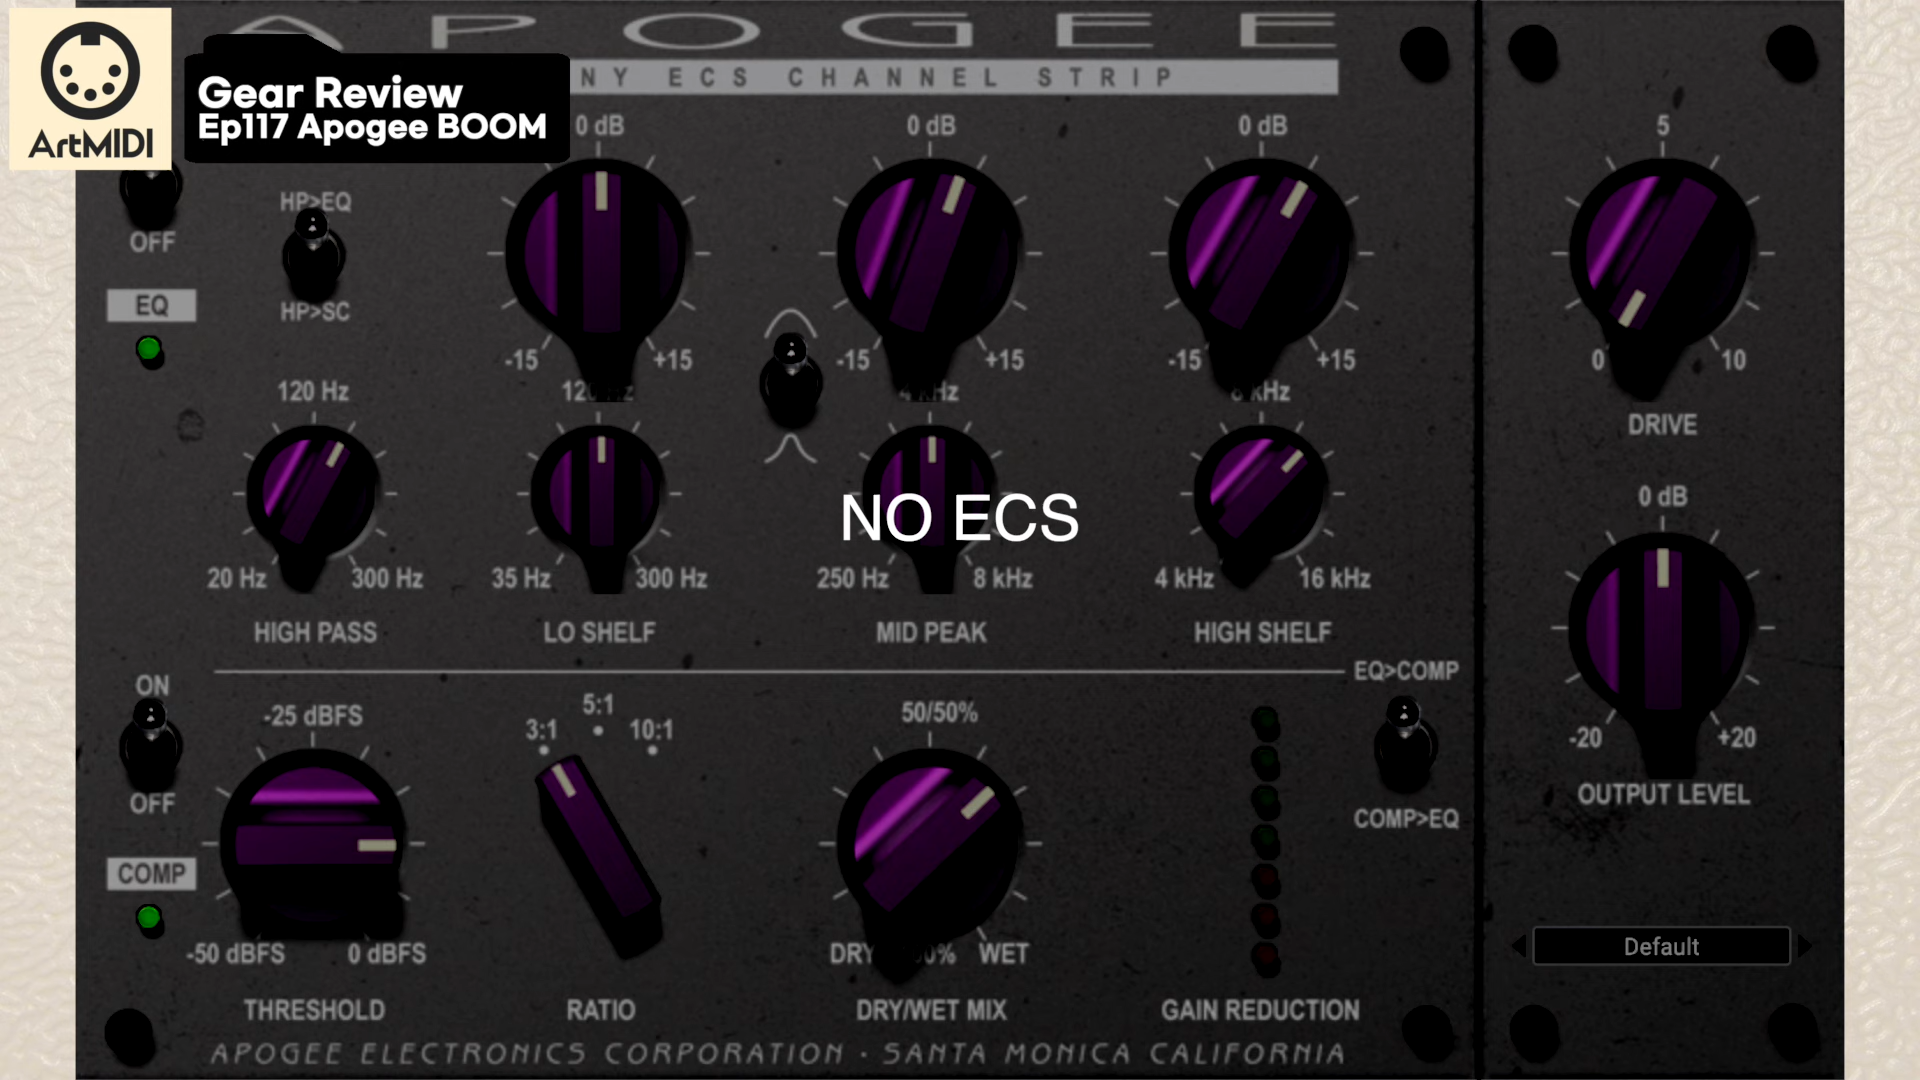 APOGEE
ECS CHANNEL STRIP
ArtMIDI
Gear Review
Ep117 Apogee BOOM
0 dB
0 dB
0 dB
5
OFF
HP>EQ
HP>SC
EQ
-15
+15
-15
+15
-15
+15
0
10
DRIVE
120 Hz
0 dB
20 Hz
300 Hz
35 Hz
300 Hz
250 Hz
8 kHz
4 kHz
16 kHz
NO ECS
HIGH PASS
LO SHELF
MID PEAK
HIGH SHELF
-20
+20
OUTPUT LEVEL
ON
OFF
COMP
-25 dBFS
-50 dBFS
0 dBFS
THRESHOLD
3:1
5:1
10:1
RATIO
50/50%
DRY
WET
DRY/WET MIX
GAIN REDUCTION
EQ>COMP
COMP>EQ
Default
APOGEE ELECTRONICS CORPORATION · SANTA MONICA CALIFORNIA